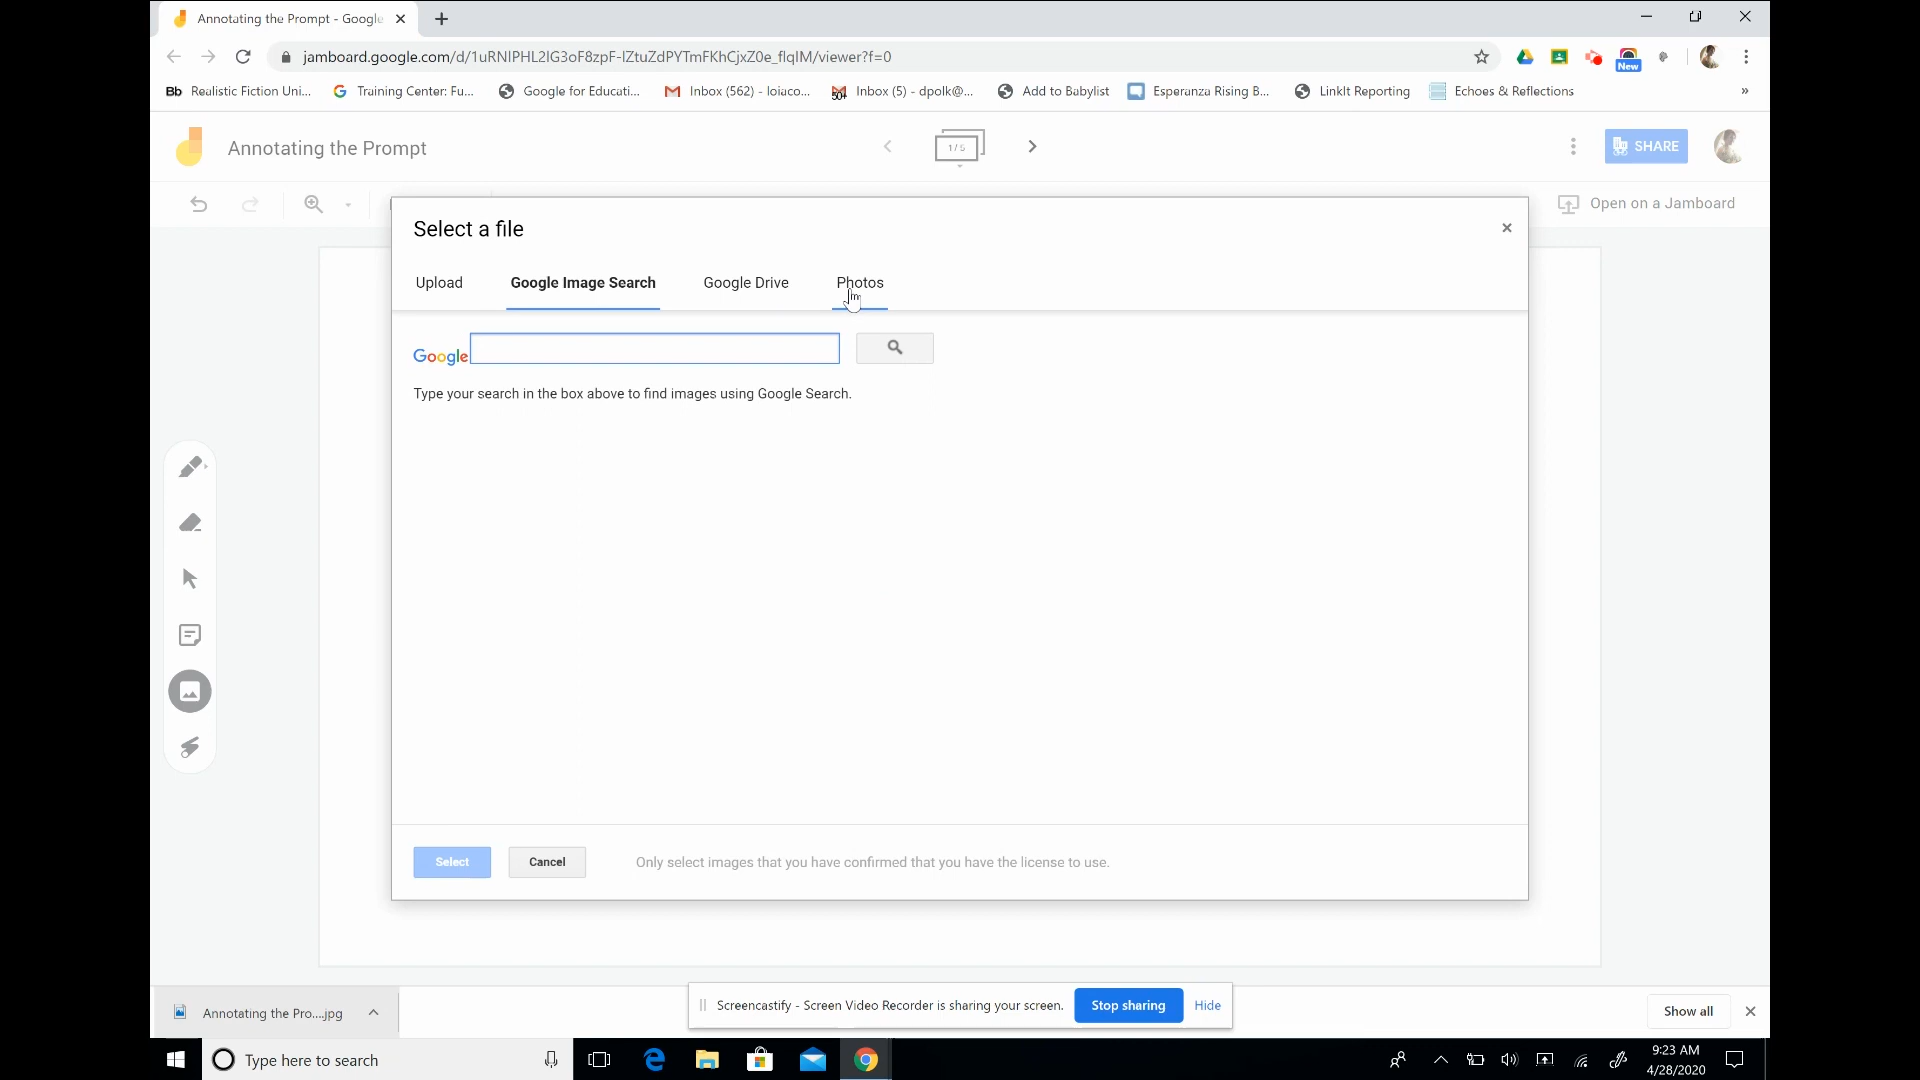 Annotating the Prompt - Google
jamboard.google.com/d/1uRNIPHL2IG3oF8zpF-IZtuZdPYTmFKhCjxZ0e_flqIM/viewer?f=0
New
Bb Realistic Fiction Uni...
Training Center: Fu...
Google for Educati...
Inbox (562) - loiaco...
Inbox (5) - dpolk@...
Add to Babylist
Esperanza Rising B...
LinkIt Reporting
Echoes & Reflections
»
Annotating the Prompt
1/5
SHARE
Open on a Jamboard
Select a file
Upload
Google Image Search
Google Drive
Photos
Google
Type your search in the box above to find images using Google Search.
Select
Cancel
Only select images that you have confirmed that you have the license to use.
Annotating the Pro....jpg
Screencastify - Screen Video Recorder is sharing your screen.
Stop sharing
Hide
Show all
Type here to search
9:23 AM
4/28/2020